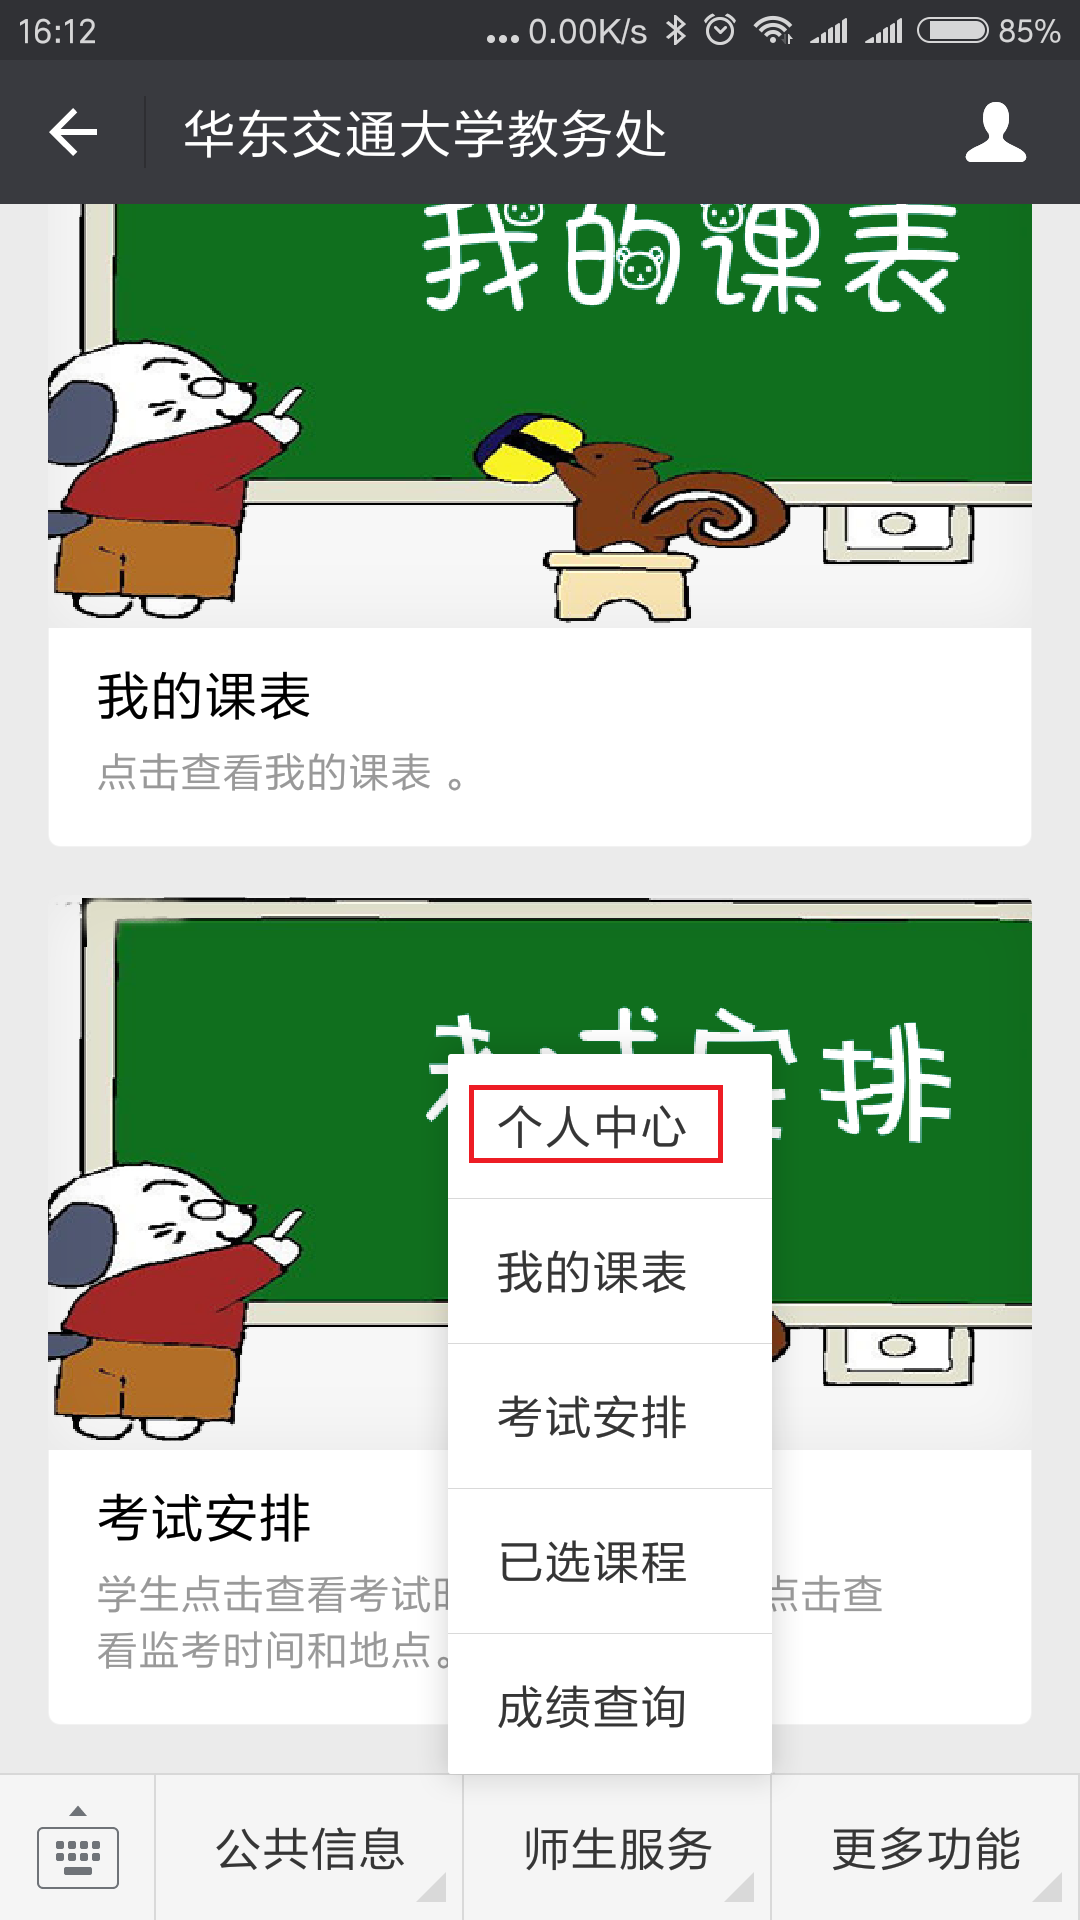 16:12
...0.00K/s
85%
华东交通大学教务处
我的课表
我的课表
点击查看我的课表 。
考试安排
个人中心
我的课表
考试安排
已选课程
成绩查询
考试安排
学生点击查看考试时
点击查
看监考时间和地点。
公共信息
师生服务
更多功能